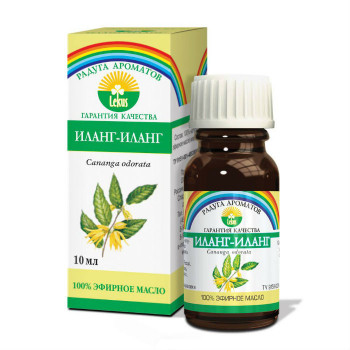 РАДУГА АРОМАТОВ
Lekus
ГАРАНТИЯ КАЧЕСТВА
ИЛАНГ-ИЛАНГ
Cananga odorata
10 мл
100% ЭФИРНОЕ МАСЛО
РАДУГА АРОМАТОВ
Lekus
ГАРАНТИЯ КАЧЕСТВА
ИЛАНГ-ИЛАНГ
Cananga odorata
100% ЭФИРНОЕ МАСЛО